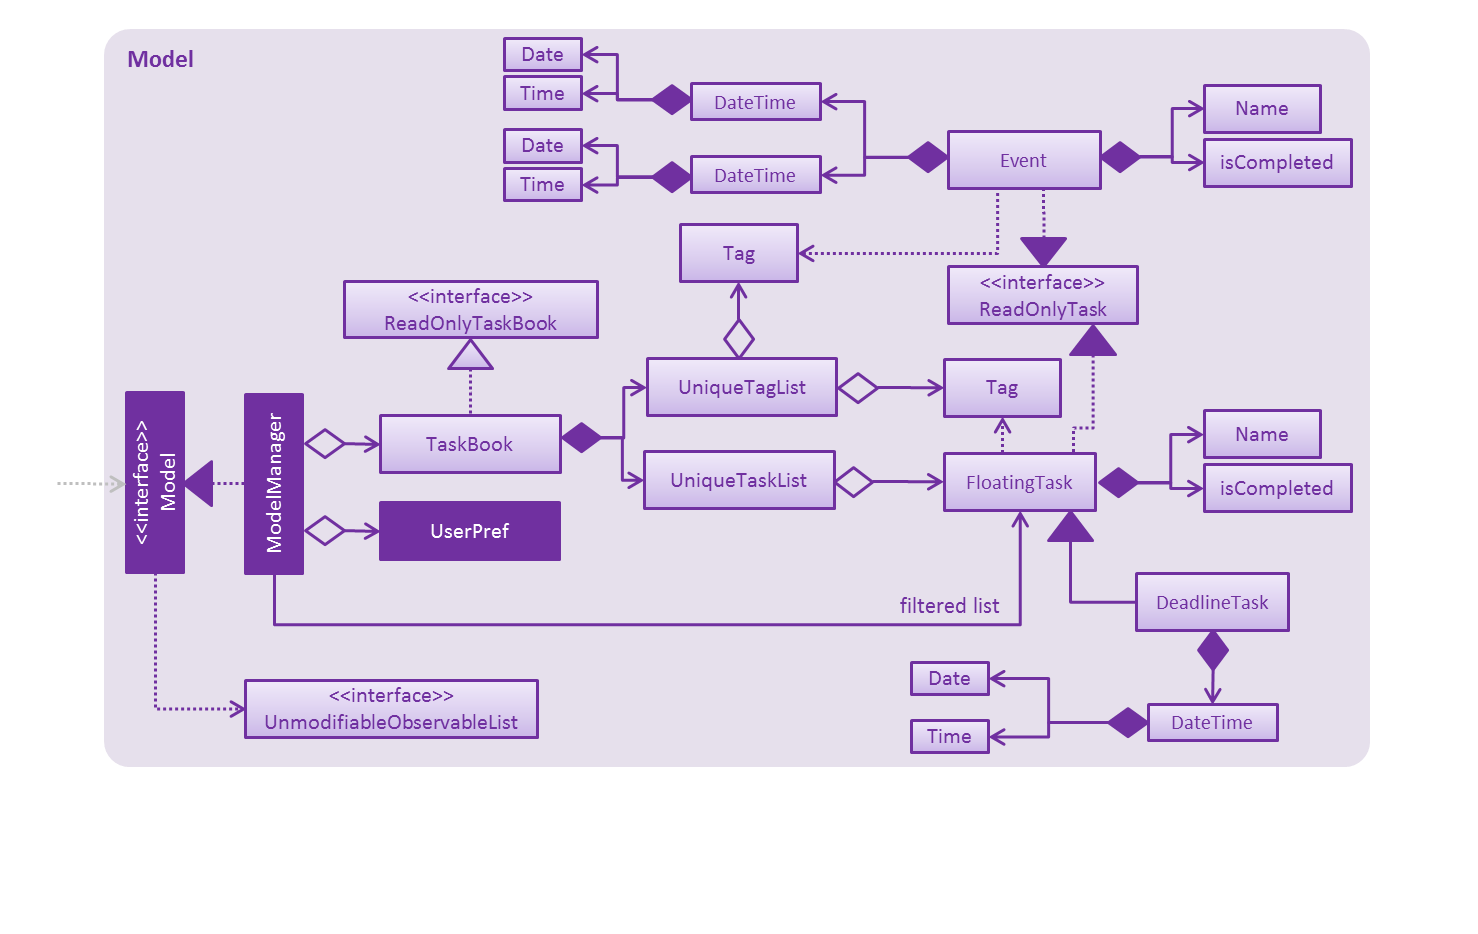 Model
Date
Time
DateTime
Name
Event
isCompleted
Date
Time
DateTime
Tag
<<interface>>
ReadOnlyTask
<<interface>>
ReadOnlyTaskBook
UniqueTagList
Tag
<<interface>>
Model
ModelManager
TaskBook
Name
UniqueTaskList
FloatingTask
isCompleted
UserPref
filtered list
DeadlineTask
Date
Time
DateTime
<<interface>>
UnmodifiableObservableList